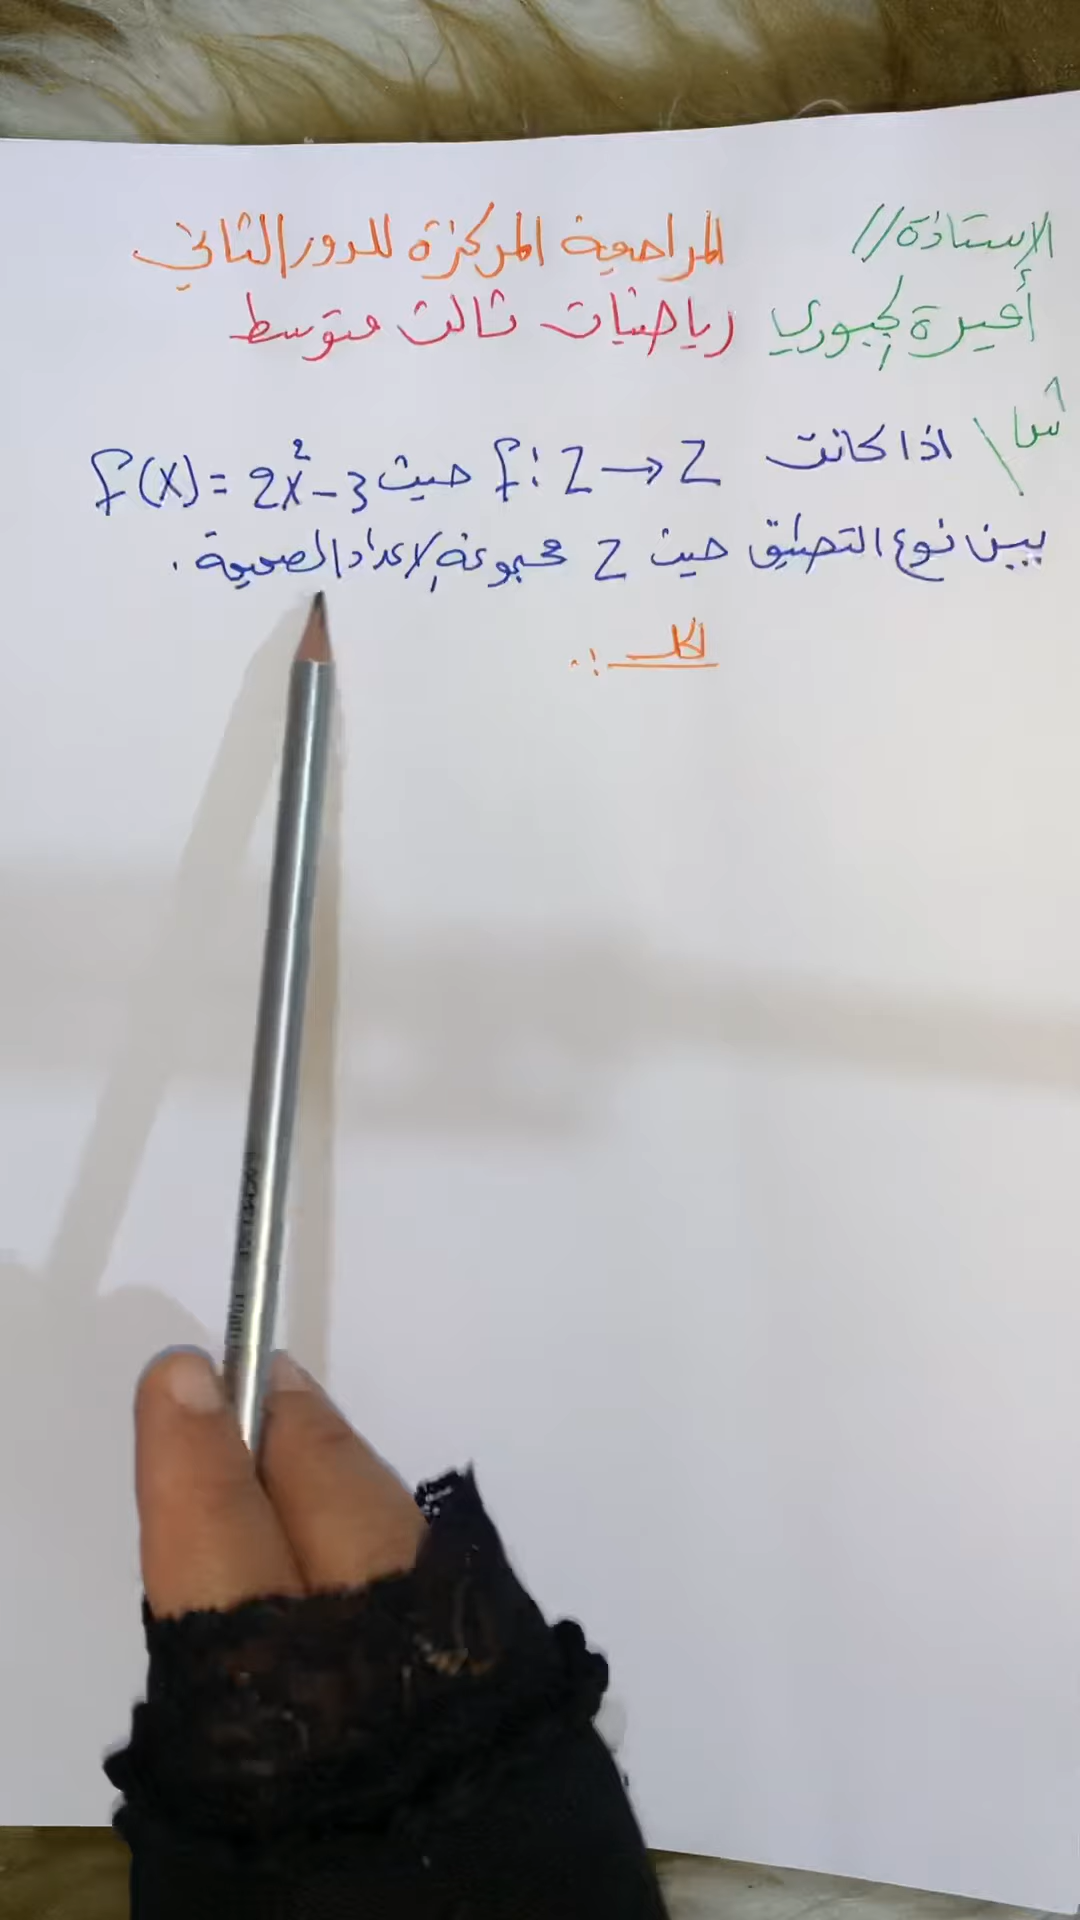 الاستاذة// المراجعة المركزة للدور الثاني
أميرة الجبوري رياضيات ثالث متوسط
س١\ اذا كانت f: Z → Z حيث f(x) = 2x² - 3
بين نوع التطبيق حيث Z مجموعة الاعداد الصحيحة .
الحل :.